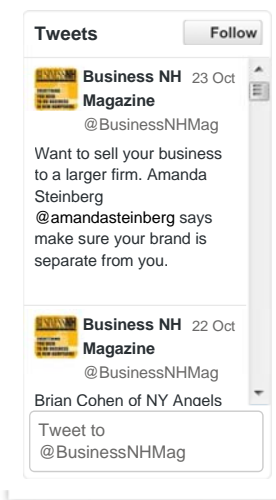 Tweets
Follow
Business NH 23 Oct
Magazine
@BusinessNHMag
Want to sell your business
to a larger firm. Amanda
Steinberg
@amandasteinberg says
make sure your brand is
separate from you.
Business NH 22 Oct
Magazine
@BusinessNHMag
Brian Cohen of NY Angels
Tweet to
@BusinessNHMag